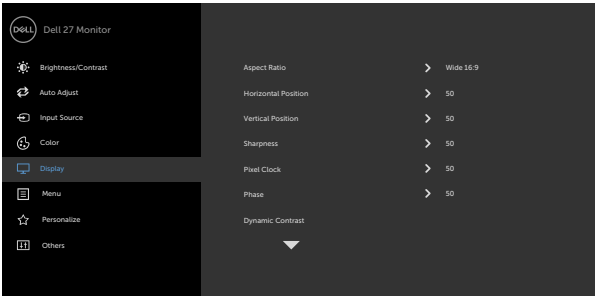 DELL
Dell 27 Monitor
Brightness/Contrast
Auto Adjust
Input Source
Color
Display
Menu
Personalize
Others
Aspect Ratio Wide 16:9
Horizontal Position 50
Vertical Position 50
Sharpness 50
Pixel Clock 50
Phase 50
Dynamic Contrast